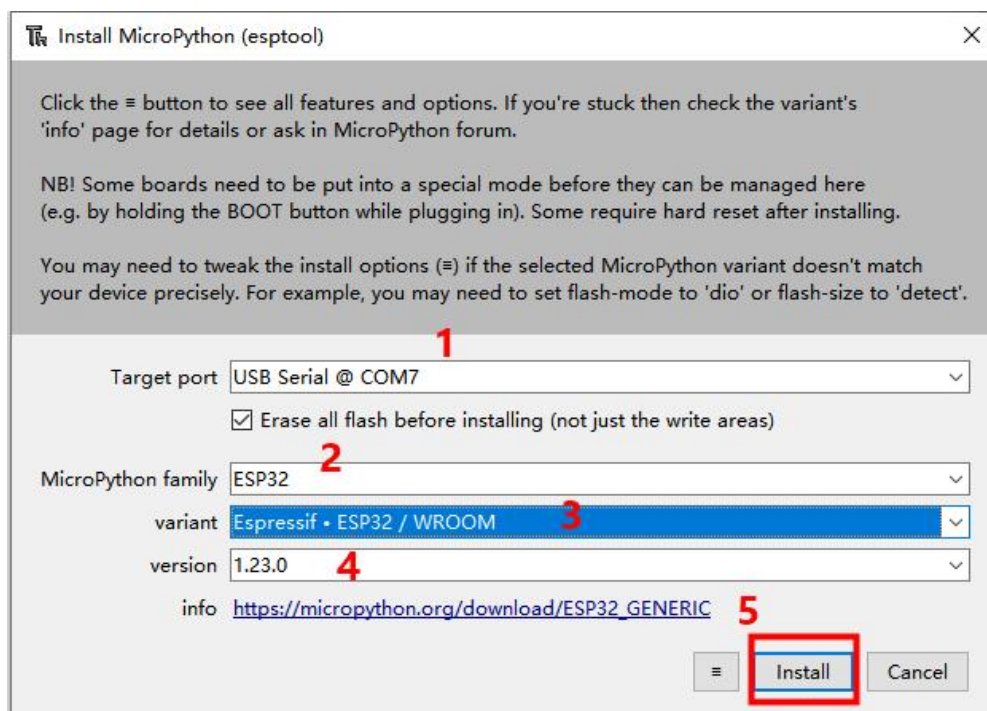 Install MicroPython (esptool)
Click the ≡ button to see all features and options. If you're stuck then check the variant's
'info' page for details or ask in MicroPython forum.
NB! Some boards need to be put into a special mode before they can be managed here
(e.g. by holding the BOOT button while plugging in). Some require hard reset after installing.
You may need to tweak the install options (≡) if the selected MicroPython variant doesn't match
your device precisely. For example, you may need to set flash-mode to 'dio' or flash-size to 'detect'.
1
Target port USB Serial @ COM7
Erase all flash before installing (not just the write areas)
2
MicroPython family ESP32
variant Espressif • ESP32 / WROOM 3
version 1.23.0 4
info https://micropython.org/download/ESP32_GENERIC 5
≡ Install Cancel